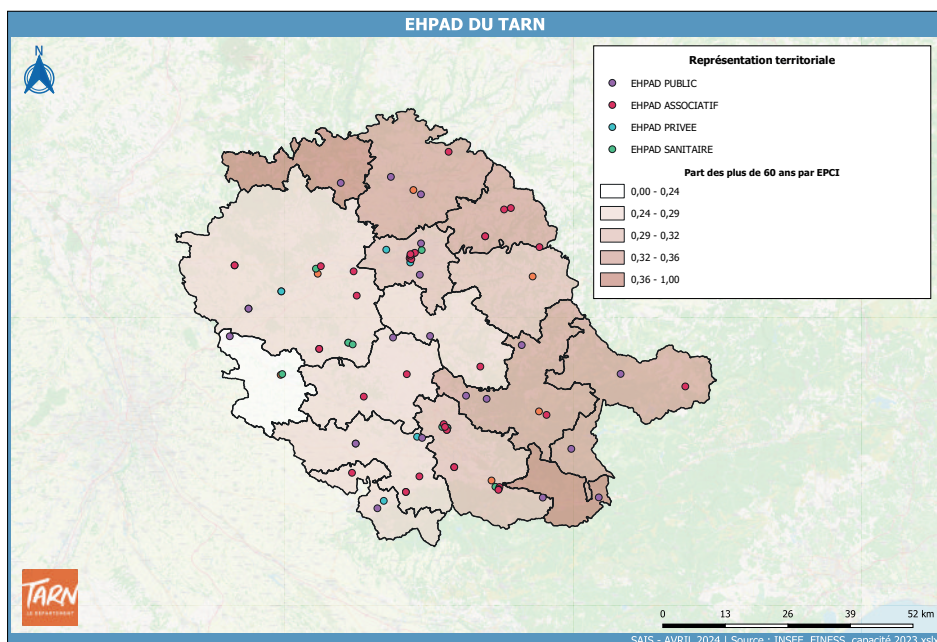 EHPAD DU TARN
N
Représentation territoriale
EHPAD PUBLIC
EHPAD ASSOCIATIF
EHPAD PRIVEE
EHPAD SANITAIRE
Part des plus de 60 ans par EPCI
0,00 - 0,24
0,24 - 0,29
0,29 - 0,32
0,32 - 0,36
0,36 - 1,00
TARN
LE DÉPARTEMENT
0 13 26 39 52 km
SAIS - AVRIL 2024 | Source : INSEE, FINESS, capacité 2023.xslx